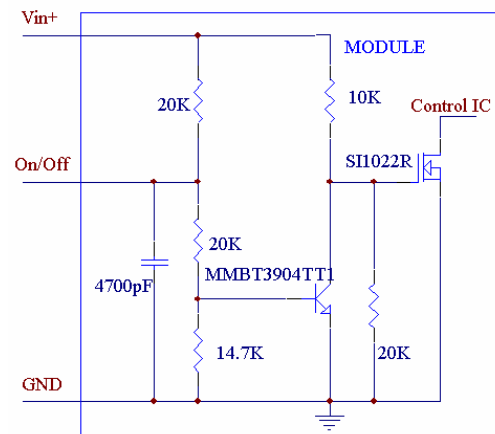 Vin+
MODULE
20K
10K
Control IC
SI1022R
On/Off
20K
MMBT3904TT1
4700pF
14.7K
20K
GND